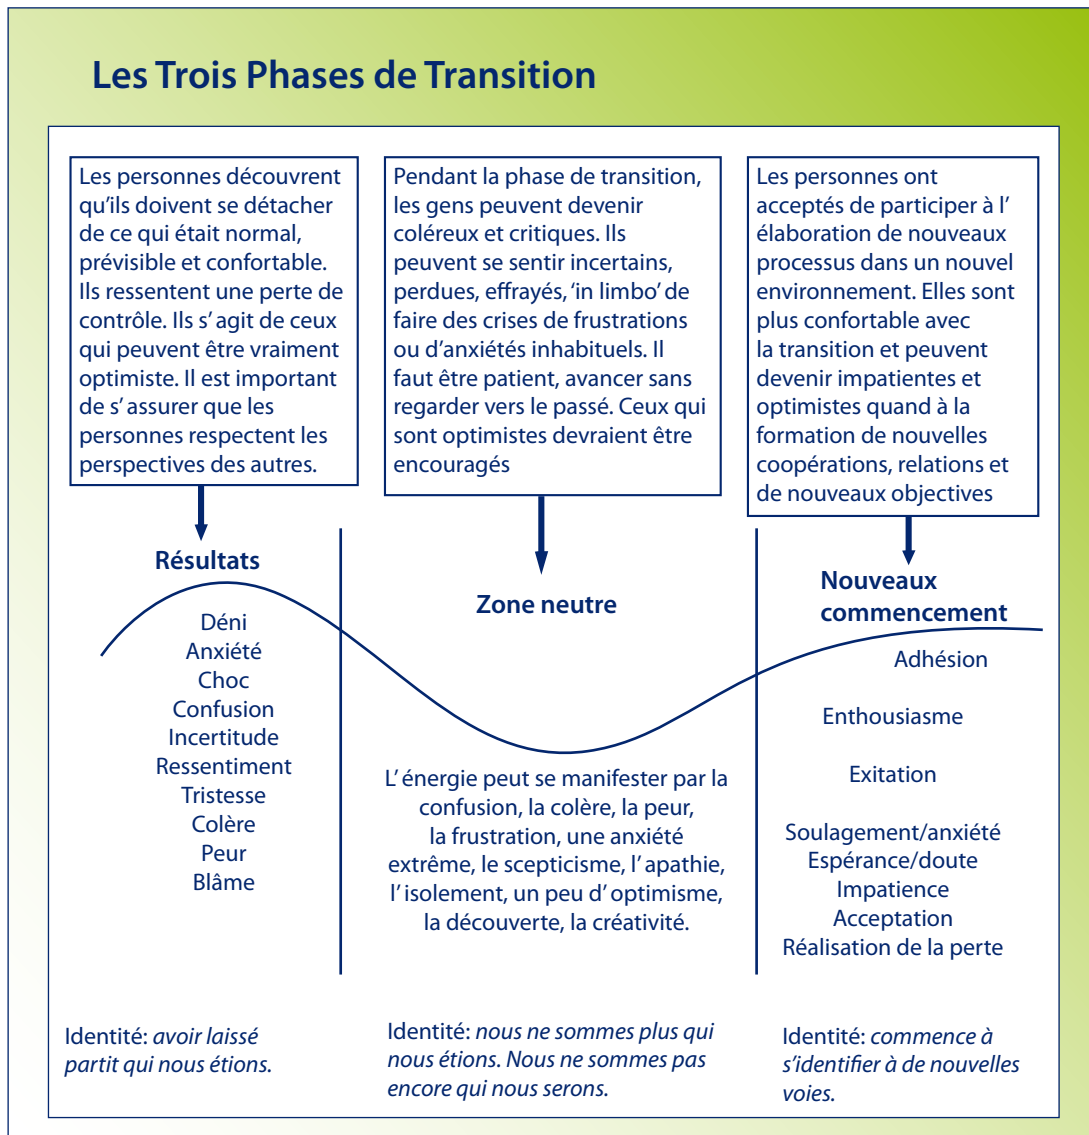 Les Trois Phases de Transition
Les personnes découvrent
qu'ils doivent se détacher
de ce qui était normal,
prévisible et confortable.
Ils ressentent une perte de
contrôle. Ils s' agit de ceux
qui peuvent être vraiment
optimiste. Il est important
de s' assurer que les
personnes respectent les
perspectives des autres.
Pendant la phase de transition,
les gens peuvent devenir
coléreux et critiques. Ils
peuvent se sentir incertains,
perdues, effrayés, 'in limbo' de
faire des crises de frustrations
ou d'anxiétés inhabituels. Il
faut être patient, avancer sans
regarder vers le passé. Ceux qui
sont optimistes devraient être
encouragés
Les personnes ont
acceptés de participer à l'
élaboration de nouveaux
processus dans un nouvel
environnement. Elles sont
plus confortable avec
la transition et peuvent
devenir impatientes et
optimistes quand à la
formation de nouvelles
coopérations, relations et
de nouveaux objectives
Résultats
Déni
Anxiété
Choc
Confusion
Incertitude
Ressentiment
Tristesse
Colère
Peur
Blâme
Zone neutre
L' énergie peut se manifester par la
confusion, la colère, la peur,
la frustration, une anxiété
extrême, le scepticisme, l' apathie,
l' isolement, un peu d' optimisme,
la découverte, la créativité.
Nouveaux
commencement
Adhésion
Enthousiasme
Exitation
Soulagement/anxiété
Espérance/doute
Impatience
Acceptation
Réalisation de la perte
Identité: avoir laissé
partit qui nous étions.
Identité: nous ne sommes plus qui
nous étions. Nous ne sommes pas
encore qui nous serons.
Identité: commence à
s'identifier à de nouvelles
voies.